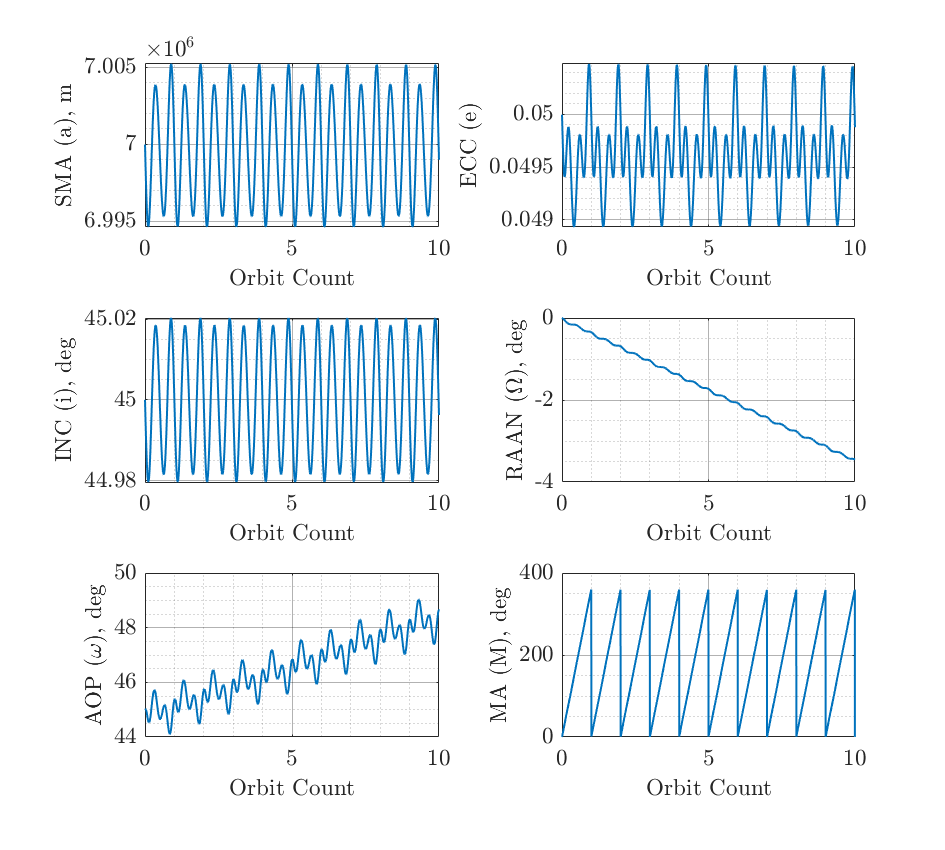 ×10⁶
7.005
7
6.995
SMA (a), m
0 5 10
Orbit Count
0.05
0.0495
0.049
ECC (e)
0 5 10
Orbit Count
45.02
45
44.98
INC (i), deg
0 5 10
Orbit Count
0
-2
-4
RAAN (Ω), deg
0 5 10
Orbit Count
50
48
46
44
AOP (ω), deg
0 5 10
Orbit Count
400
200
0
MA (M), deg
0 5 10
Orbit Count